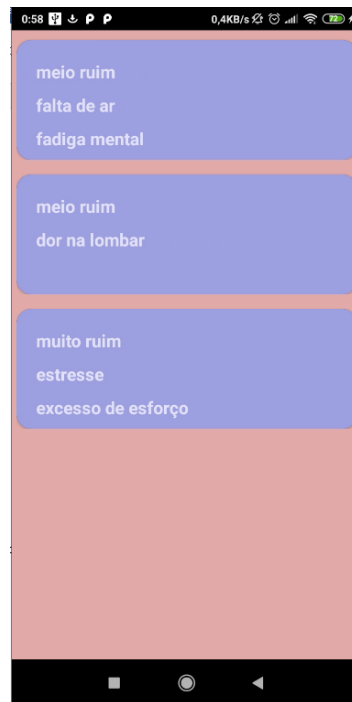 0:58
0,4KB/s
72
meio ruim
falta de ar
fadiga mental
meio ruim
dor na lombar
muito ruim
estresse
excesso de esforço